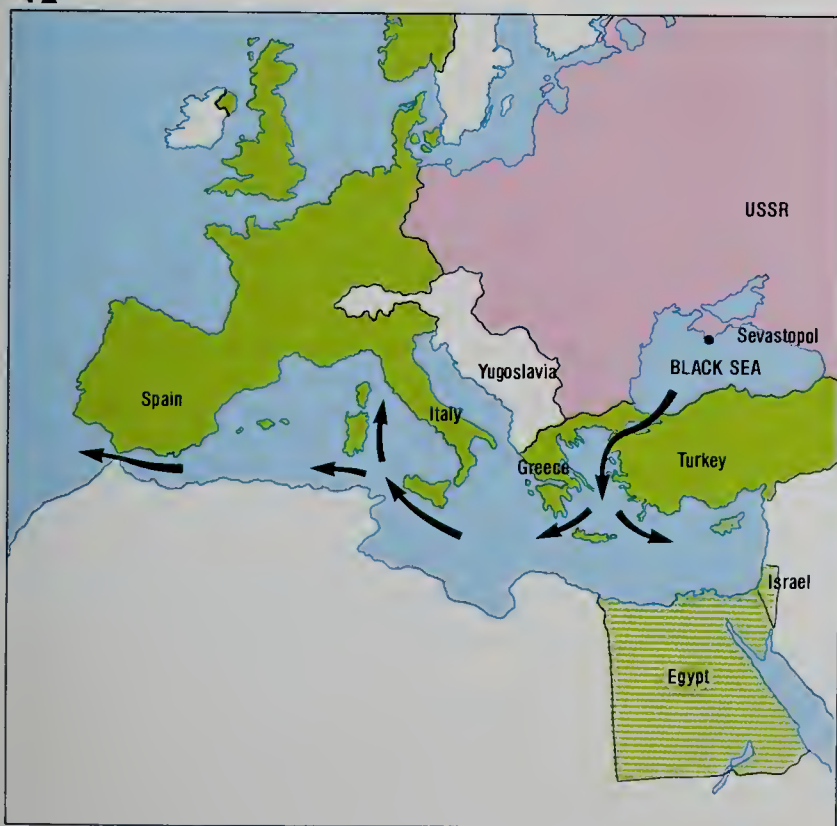 USSR
Sevastopol
BLACK SEA
Yugoslavia
Spain
Italy
Greece
Turkey
Israel
Egypt